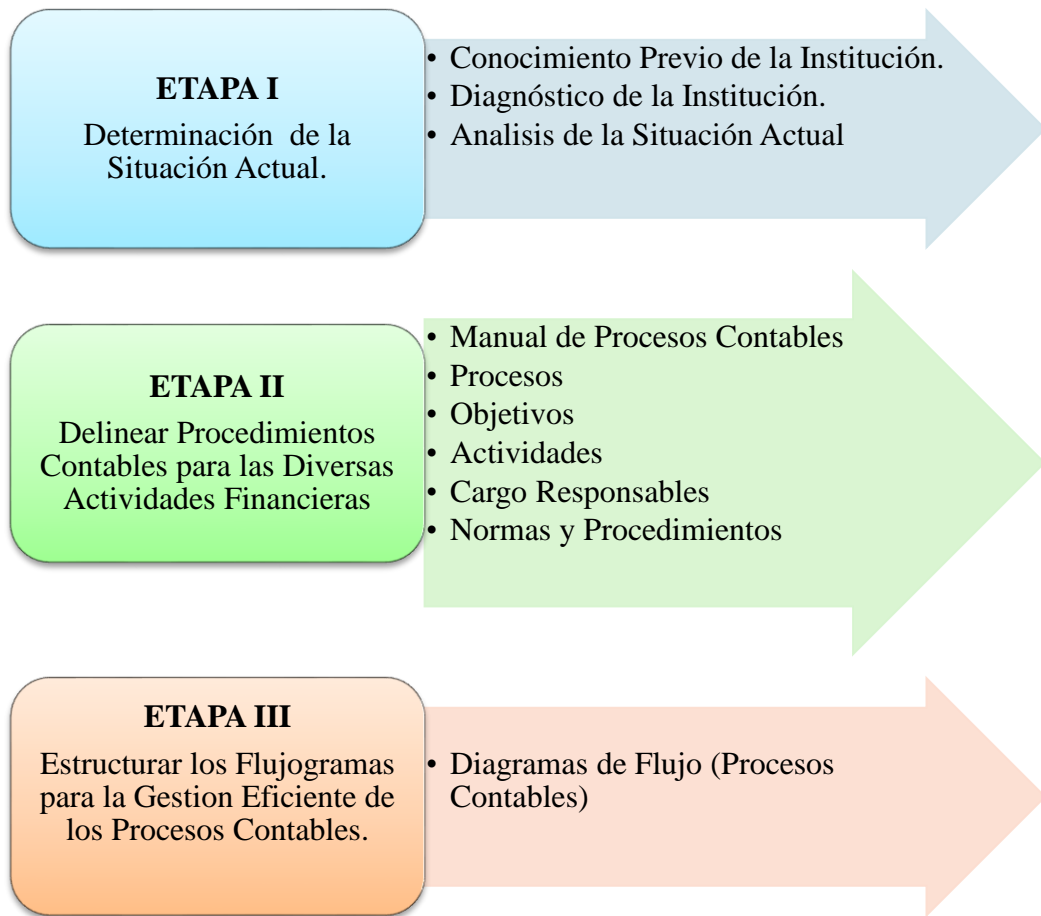 ETAPA I
Determinación de la
Situación Actual.
• Conocimiento Previo de la Institución.
• Diagnóstico de la Institución.
• Analisis de la Situación Actual
ETAPA II
Delinear Procedimientos
Contables para las Diversas
Actividades Financieras
• Manual de Procesos Contables
• Procesos
• Objetivos
• Actividades
• Cargo Responsables
• Normas y Procedimientos
ETAPA III
Estructurar los Flujogramas
para la Gestion Eficiente de
los Procesos Contables.
• Diagramas de Flujo (Procesos
Contables)